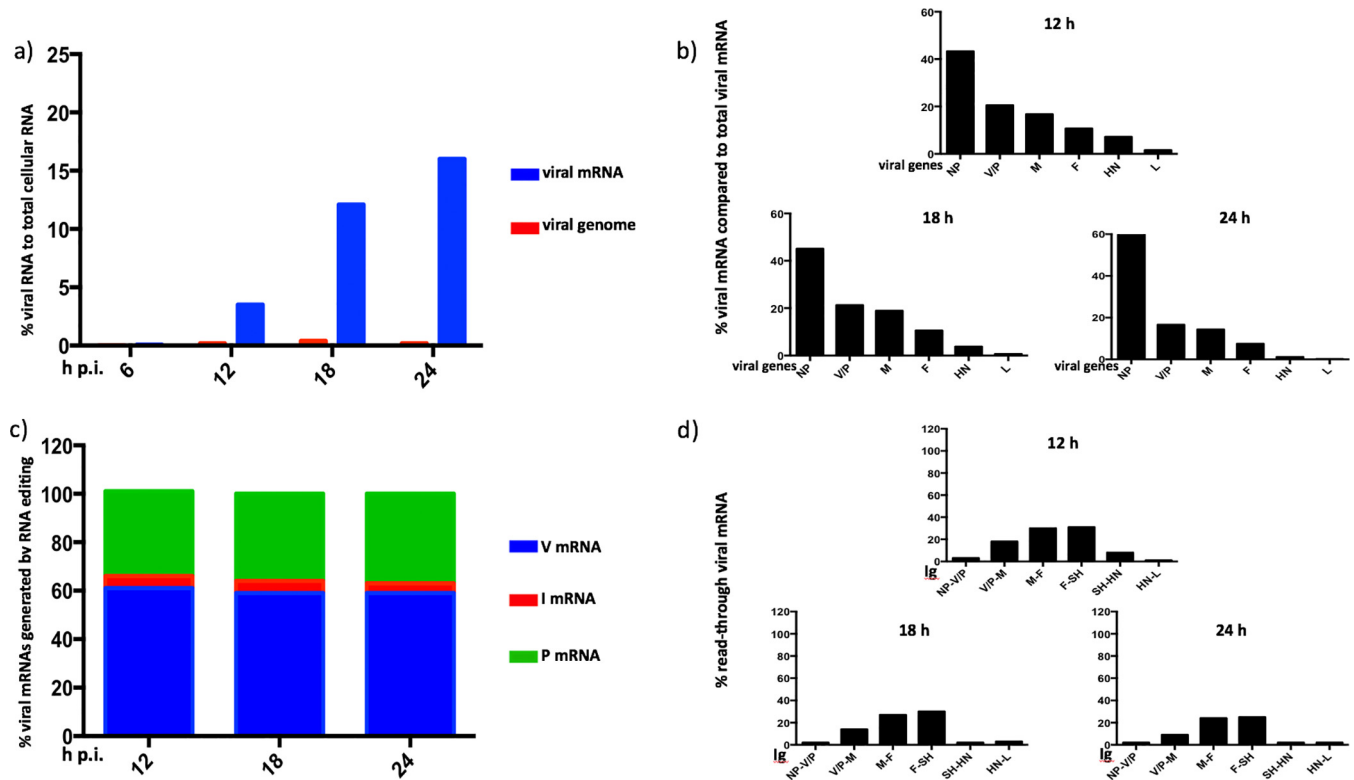 a)
% viral RNA to total cellular RNA
25
20
15
10
5
0
h p.i.
6
12
18
24
viral mRNA
viral genome
b)
% viral mRNA compared to total viral mRNA
12 h
60
40
20
0
viral genes
NP
V/P
M
F
HN
L
18 h
60
40
20
0
viral genes
NP
V/P
M
F
HN
L
24 h
60
40
20
0
NP
V/P
M
F
HN
L
c)
% viral mRNAs generated by RNA editing
120
100
80
60
40
20
0
h p.i.
12
18
24
V mRNA
I mRNA
P mRNA
d)
% read-through viral mRNA
12 h
120
100
80
60
40
20
0
Ig
NP-V/P
V/P-M
M-F
F-SH
SH-HN
HN-L
18 h
120
100
80
60
40
20
0
Ig
NP-V/P
V/P-M
M-F
F-SH
SH-HN
HN-L
24 h
120
100
80
60
40
20
0
Ig
NP-V/P
V/P-M
M-F
F-SH
SH-HN
HN-L